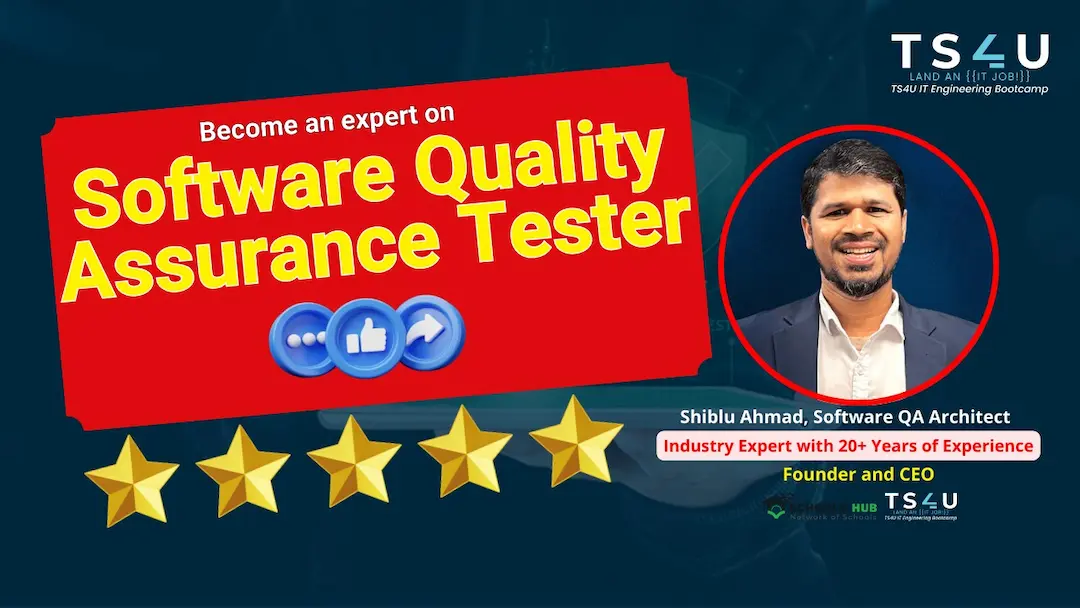 TS4U
LAND AN {{IT JOB!}}
TS4U IT Engineering Bootcamp
Become an expert on
Software Quality
Assurance Tester
Shiblu Ahmad, Software QA Architect
Industry Expert with 20+ Years of Experience
Founder and CEO
HUB
Network of Schools
TS4U
LAND AN {{IT JOB!}}
TS4U IT Engineering Bootcamp